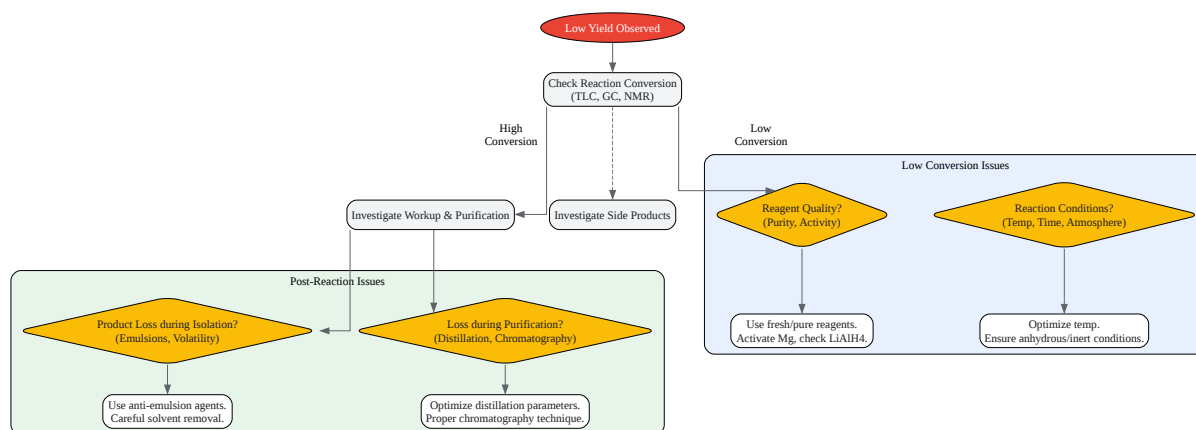 Low Yield Observed
Check Reaction Conversion
(TLC, GC, NMR)
High
Conversion
Low
Conversion
Low Conversion Issues
Investigate Workup & Purification
Investigate Side Products
Reagent Quality?
(Purity, Activity)
Reaction Conditions?
(Temp, Time, Atmosphere)
Post-Reaction Issues
Product Loss during Isolation?
(Emulsions, Volatility)
Loss during Purification?
(Distillation, Chromatography)
Use fresh/pure reagents.
Activate Mg, check LiAlH4.
Optimize temp.
Ensure anhydrous/inert conditions.
Use anti-emulsion agents.
Careful solvent removal.
Optimize distillation parameters.
Proper chromatography technique.